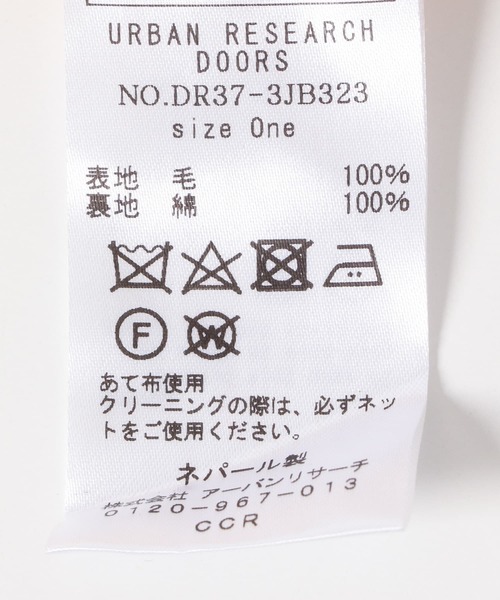 URBAN RESEARCH
DOORS
NO.DR37-3JB323
size One
表地 毛 100%
裏地 綿 100%
F
W
あて布使用
クリーニングの際は、必ずネッ
トをご使用ください。
ネパール製
株式会社 アーバンリサーチ
0120-967-013
CCR